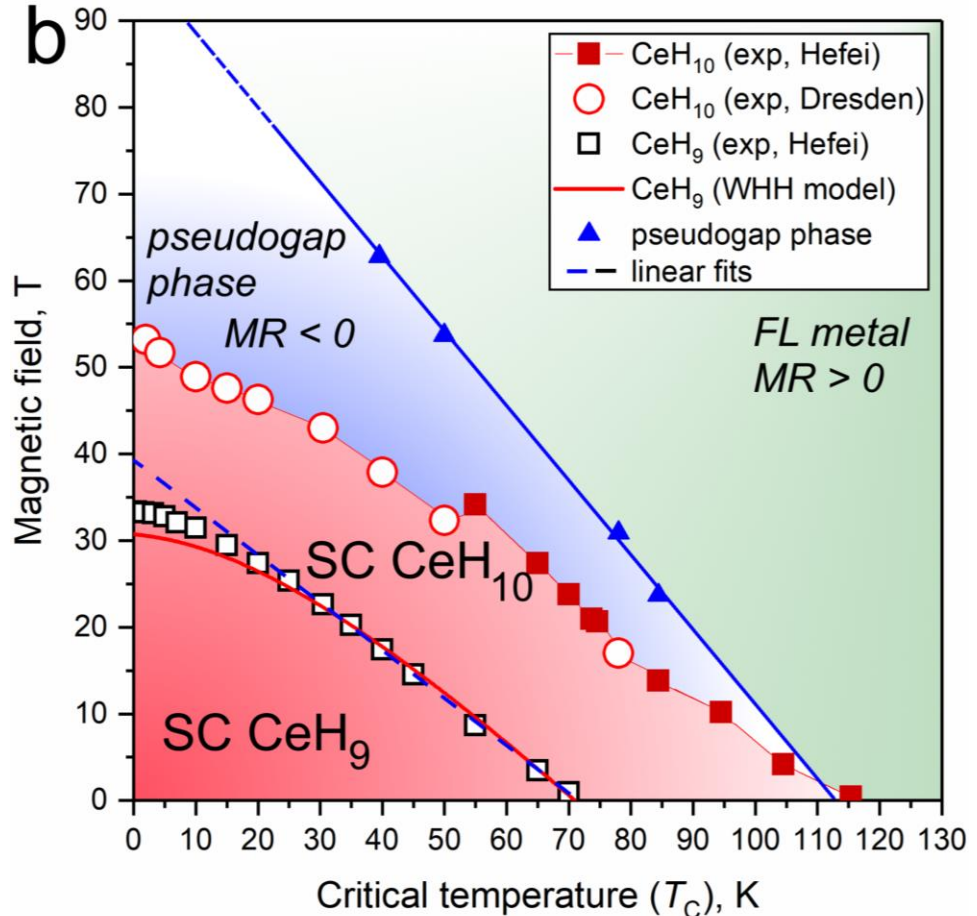 b
CeH₁₀ (exp, Hefei)
CeH₁₀ (exp, Dresden)
CeH₉ (exp, Hefei)
CeH₉ (WHH model)
pseudogap phase
linear fits
pseudogap
phase
MR < 0
FL metal
MR > 0
SC CeH₁₀
SC CeH₉
Magnetic field, T
90
80
70
60
50
40
30
20
10
0
0 10 20 30 40 50 60 70 80 90 100 110 120 130
Critical temperature (T_C), K